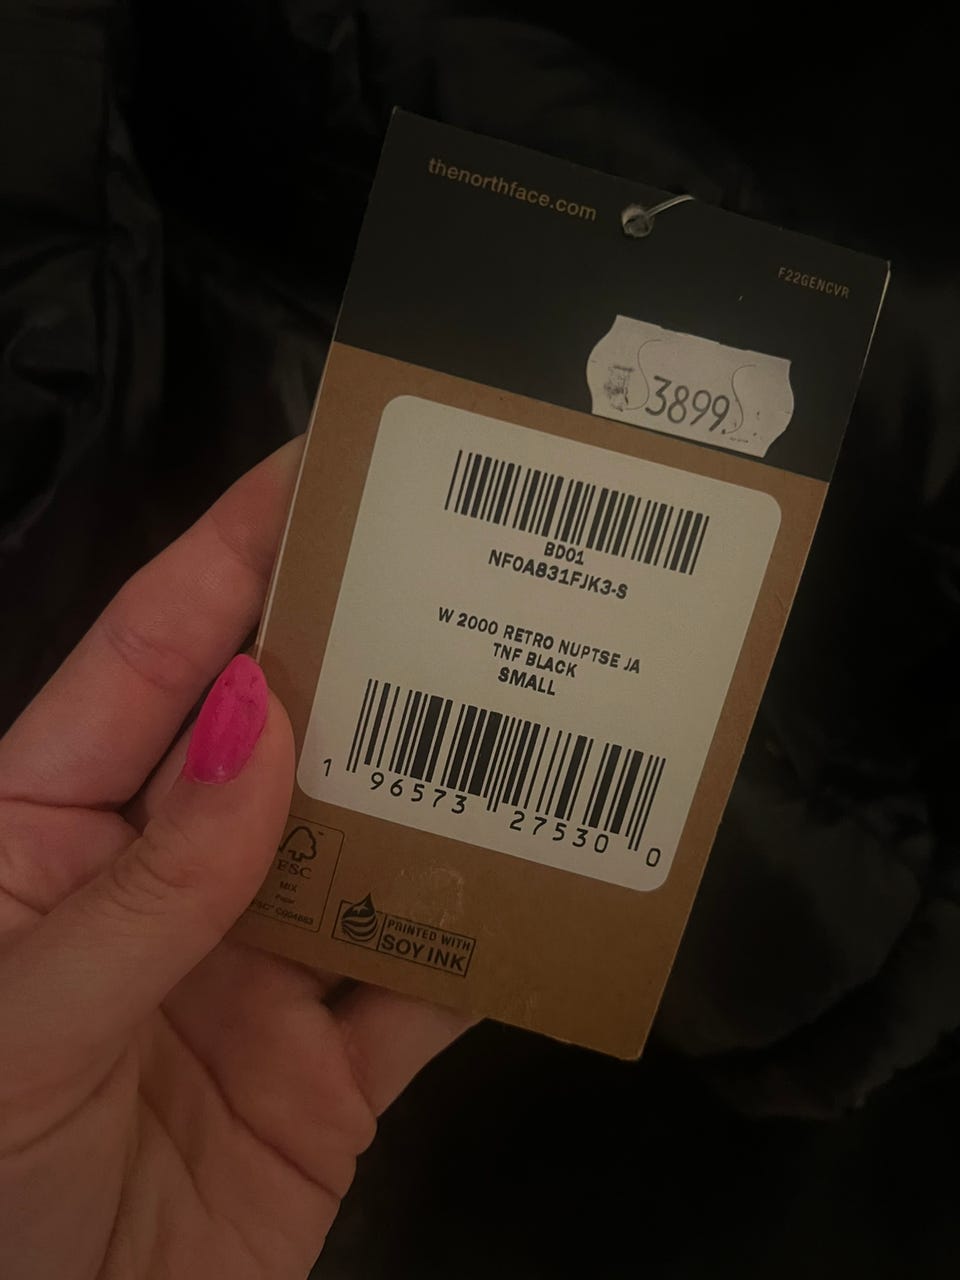 thenorthface.com
F22GENCVR
3899.
BD01
NF0A831FJK3-S
W 2000 RETRO NUPTSE JA
TNF BLACK
SMALL
1 96573 27530 0
FSC
MIX
Paper
PRINTED WITH
SOY INK